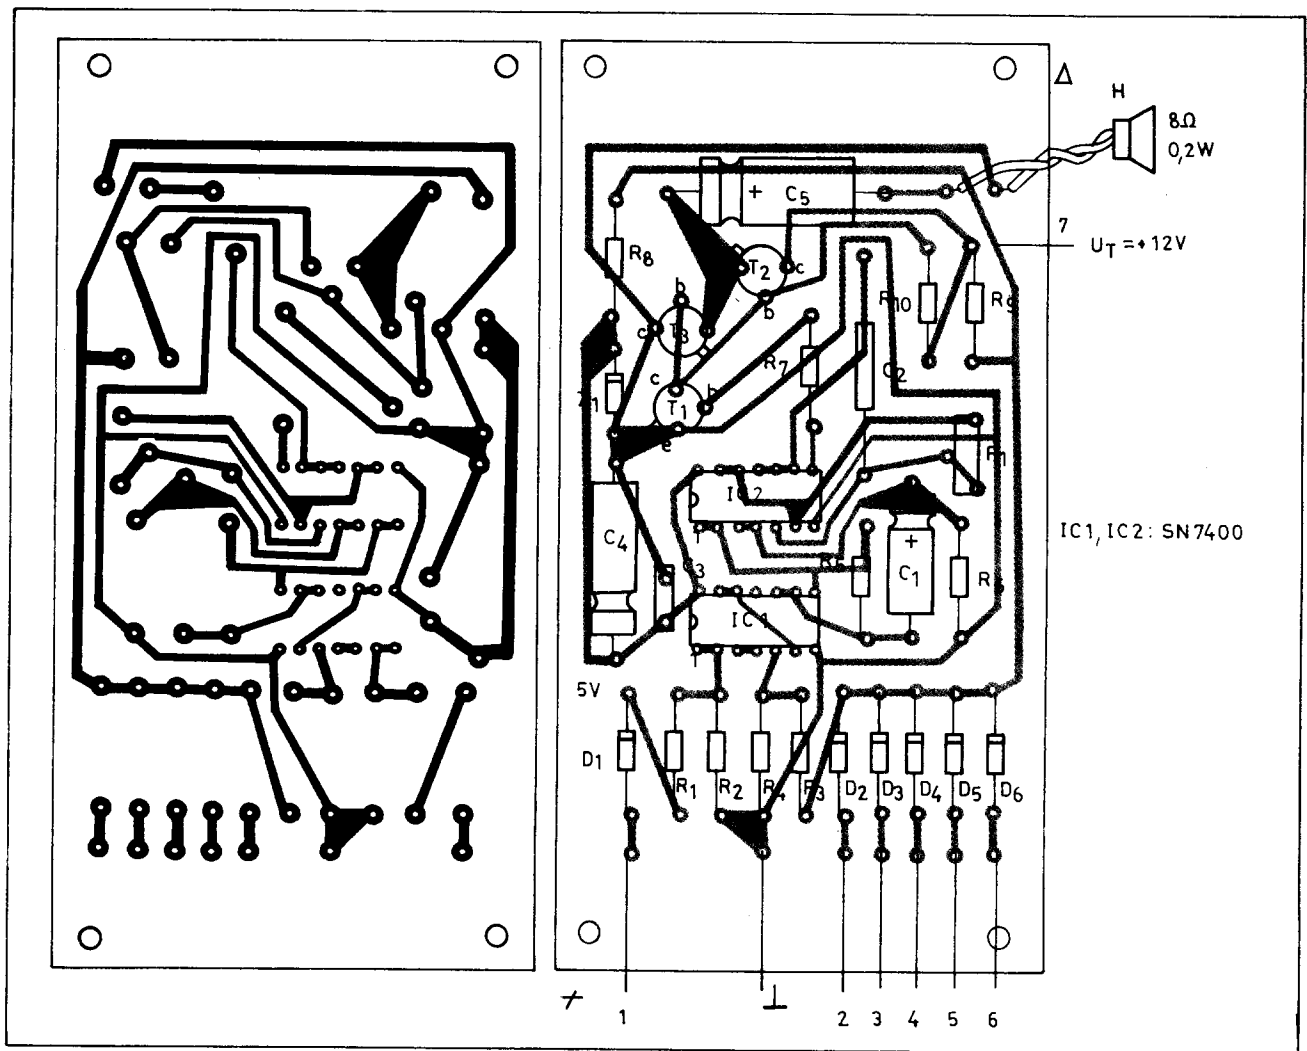 Δ
H
8Ω
0,2W
+
C5
7
UT=+12V
R8
T2
c
b
R10
R9
b
c
T3
R7
C2
c
b
T1
e
IC2
C4
C3
+
C1
IC1
IC1, IC2: SN7400
5V
D1
R1
R2
R4
R3
D2
D3
D4
D5
D6
1
⊥
2 3 4 5 6